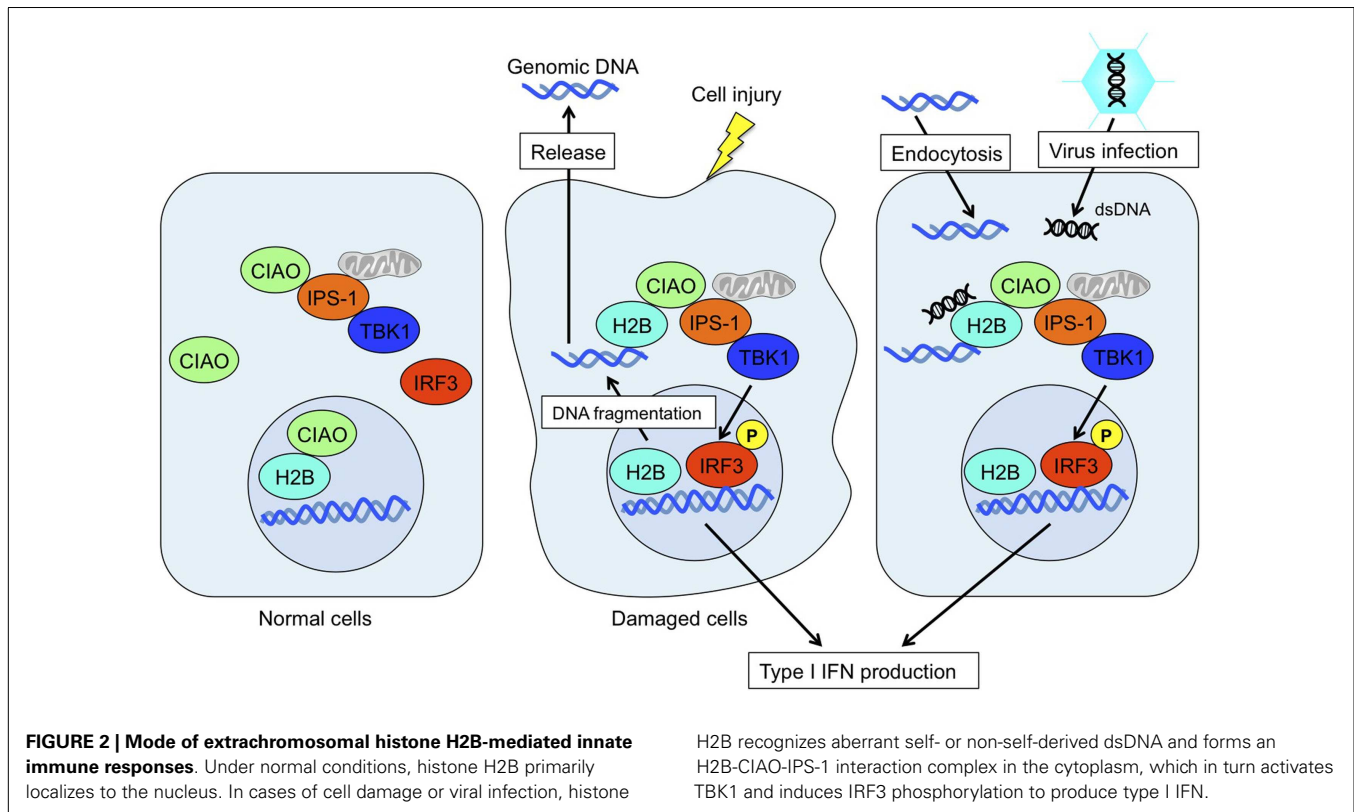 Genomic DNA
Cell injury
Release
Endocytosis
Virus infection
dsDNA
CIAO
IPS-1
TBK1
CIAO
IRF3
CIAO
H2B
Normal cells
CIAO
H2B
IPS-1
TBK1
DNA fragmentation
P
H2B
IRF3
Damaged cells
CIAO
H2B
IPS-1
TBK1
P
H2B
IRF3
Type I IFN production
FIGURE 2 | Mode of extrachromosomal histone H2B-mediated innate
immune responses. Under normal conditions, histone H2B primarily
localizes to the nucleus. In cases of cell damage or viral infection, histone
H2B recognizes aberrant self- or non-self-derived dsDNA and forms an
H2B-CIAO-IPS-1 interaction complex in the cytoplasm, which in turn activates
TBK1 and induces IRF3 phosphorylation to produce type I IFN.